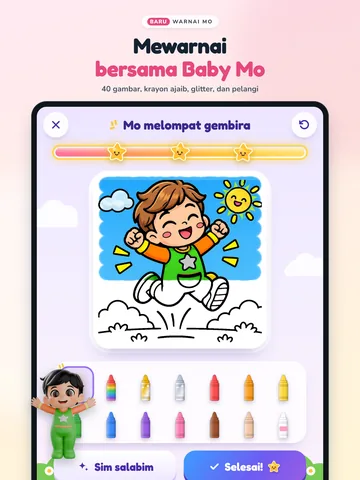 BARU WARNAI MO
Mewarnai
bersama Baby Mo
40 gambar, krayon ajaib, glitter, dan pelangi
Mo melompat gembira
Sim salabim
Selesai!